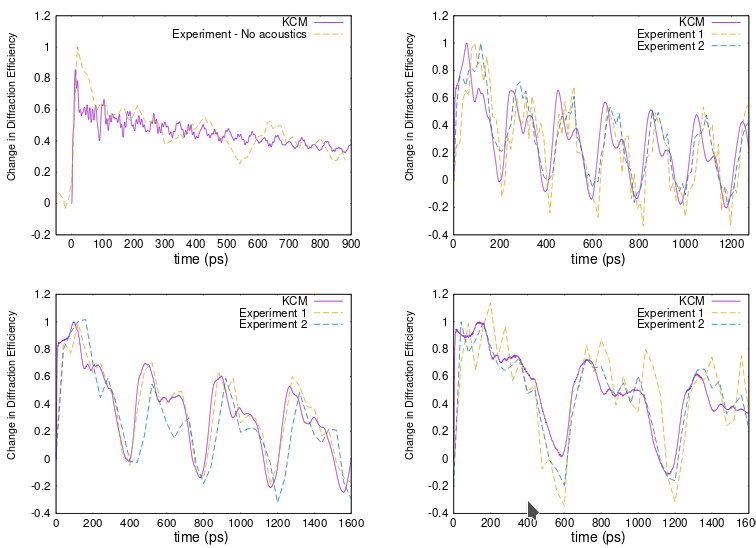 1.2
1
0.8
0.6
0.4
0.2
0
-0.2
0 100 200 300 400 500 600 700 800 900
Change in Diffraction Efficiency
time (ps)
KCM
Experiment - No acoustics
1.2
1
0.8
0.6
0.4
0.2
0
-0.2
-0.4
0 200 400 600 800 1000 1200
Change in Diffraction Efficiency
time (ps)
KCM
Experiment 1
Experiment 2
1.2
1
0.8
0.6
0.4
0.2
0
-0.2
-0.4
0 200 400 600 800 1000 1200 1400 1600
Change in Diffraction Efficiency
time (ps)
KCM
Experiment 1
Experiment 2
1.2
1
0.8
0.6
0.4
0.2
0
-0.2
-0.4
0 200 400 600 800 1000 1200 1400 160
Change in Diffraction Efficiency
time (ps)
KCM
Experiment 1
Experiment 2